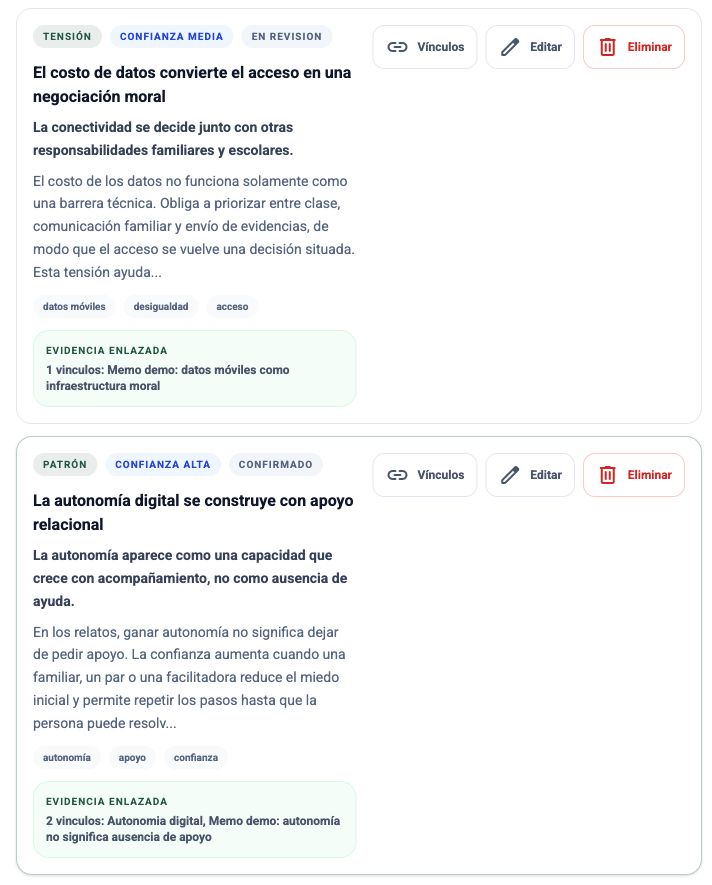 TENSIÓN CONFIANZA MEDIA EN REVISION
Vínculos Editar Eliminar
El costo de datos convierte el acceso en una
negociación moral
La conectividad se decide junto con otras
responsabilidades familiares y escolares.
El costo de los datos no funciona solamente como
una barrera técnica. Obliga a priorizar entre clase,
comunicación familiar y envío de evidencias, de
modo que el acceso se vuelve una decisión situada.
Esta tensión ayuda...
datos móviles desigualdad acceso
EVIDENCIA ENLAZADA
1 vinculos: Memo demo: datos móviles como
infraestructura moral
PATRÓN CONFIANZA ALTA CONFIRMADO
Vínculos Editar Eliminar
La autonomía digital se construye con apoyo
relacional
La autonomía aparece como una capacidad que
crece con acompañamiento, no como ausencia de
ayuda.
En los relatos, ganar autonomía no significa dejar
de pedir apoyo. La confianza aumenta cuando una
familiar, un par o una facilitadora reduce el miedo
inicial y permite repetir los pasos hasta que la
persona puede resolv...
autonomía apoyo confianza
EVIDENCIA ENLAZADA
2 vinculos: Autonomia digital, Memo demo: autonomía
no significa ausencia de apoyo